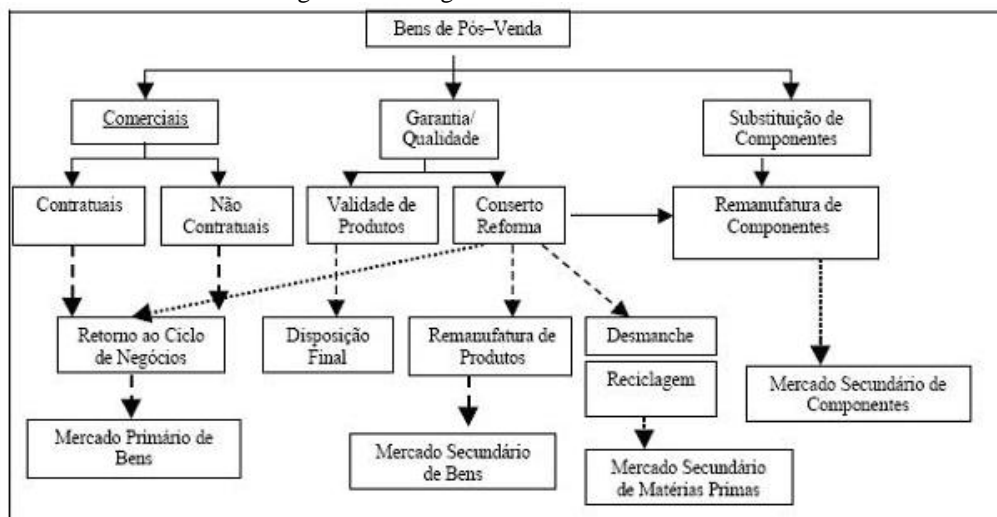 Bens de Pós–Venda
Comerciais
Garantia/
Qualidade
Substituição de
Componentes
Contratuais
Não
Contratuais
Validade de
Produtos
Conserto
Reforma
Remanufatura de
Componentes
Retorno ao Ciclo
de Negócios
Disposição
Final
Remanufatura de
Produtos
Desmanche
Reciclagem
Mercado Secundário de
Componentes
Mercado Primário de
Bens
Mercado Secundário
de Bens
Mercado Secundário
de Matérias Primas